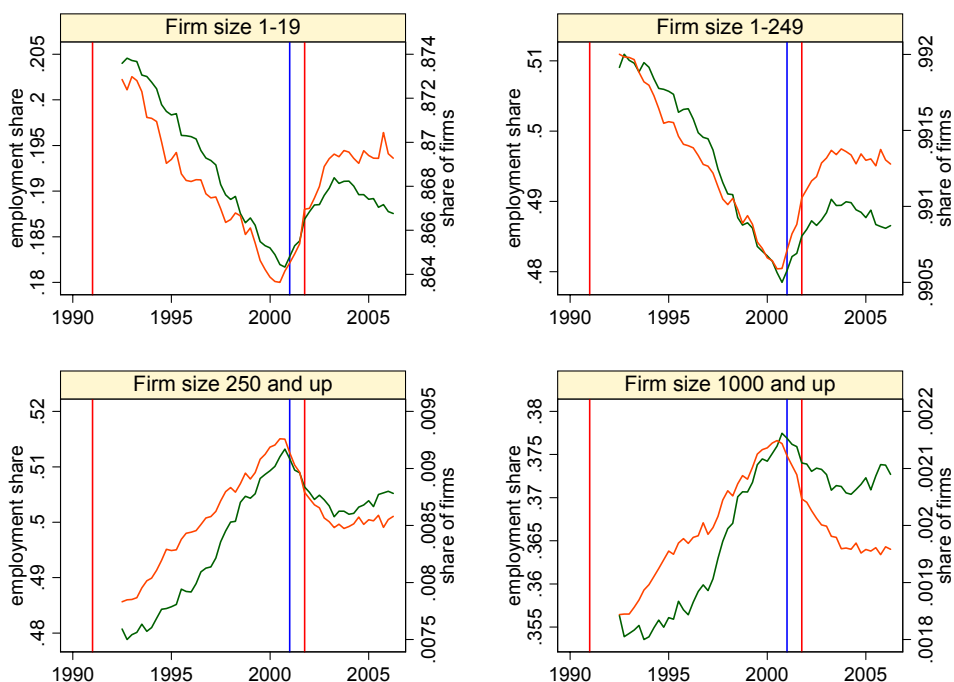 Firm size 1-19
employment share
.18 .185 .19 .195 .2 .205
.864 .866 .868 .87 .872 .874
share of firms
1990 1995 2000 2005
Firm size 1-249
employment share
.48 .49 .5 .51
.9905 .991 .9915 .992
share of firms
1990 1995 2000 2005
Firm size 250 and up
employment share
.48 .49 .5 .51 .52
.0075 .008 .0085 .009 .0095
share of firms
1990 1995 2000 2005
Firm size 1000 and up
employment share
.355 .36 .365 .37 .375 .38
.0018 .0019 .002 .0021 .0022
share of firms
1990 1995 2000 2005